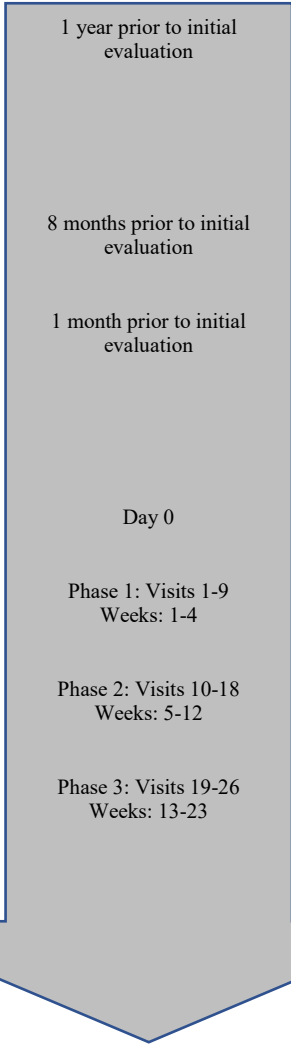 1 year prior to initial
evaluation
8 months prior to initial
evaluation
1 month prior to initial
evaluation
Day 0
Phase 1: Visits 1-9
Weeks: 1-4
Phase 2: Visits 10-18
Weeks: 5-12
Phase 3: Visits 19-26
Weeks: 13-23